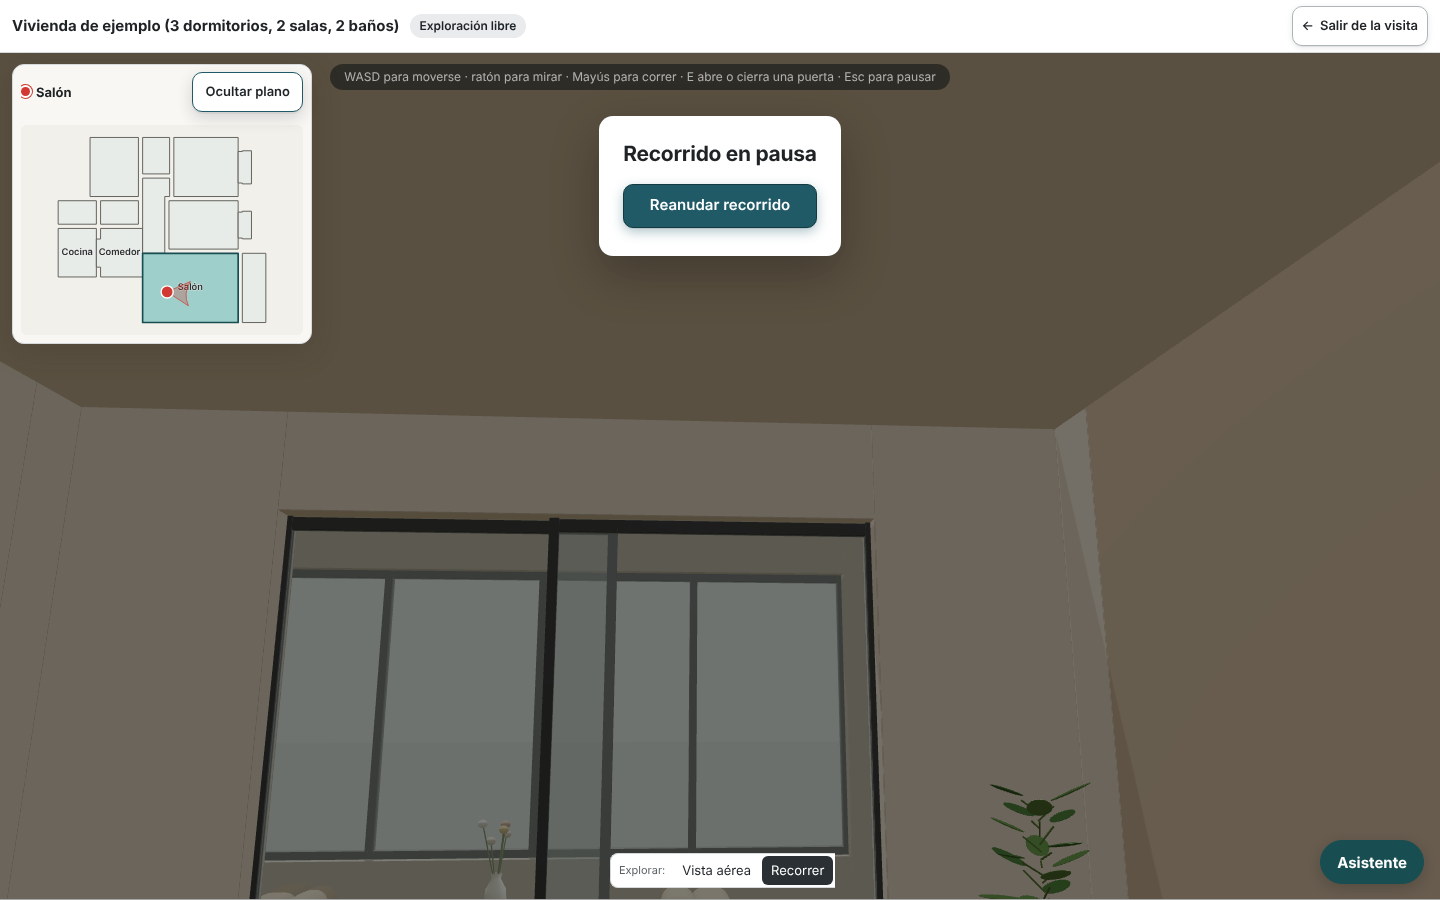 Vivienda de ejemplo (3 dormitorios, 2 salas, 2 baños) Exploración libre
← Salir de la visita
Salón
Ocultar plano
WASD para moverse · ratón para mirar · Mayús para correr · E abre o cierra una puerta · Esc para pausar
Recorrido en pausa
Reanudar recorrido
Cocina Comedor
Salón
Explorar: Vista aérea Recorrer
Asistente